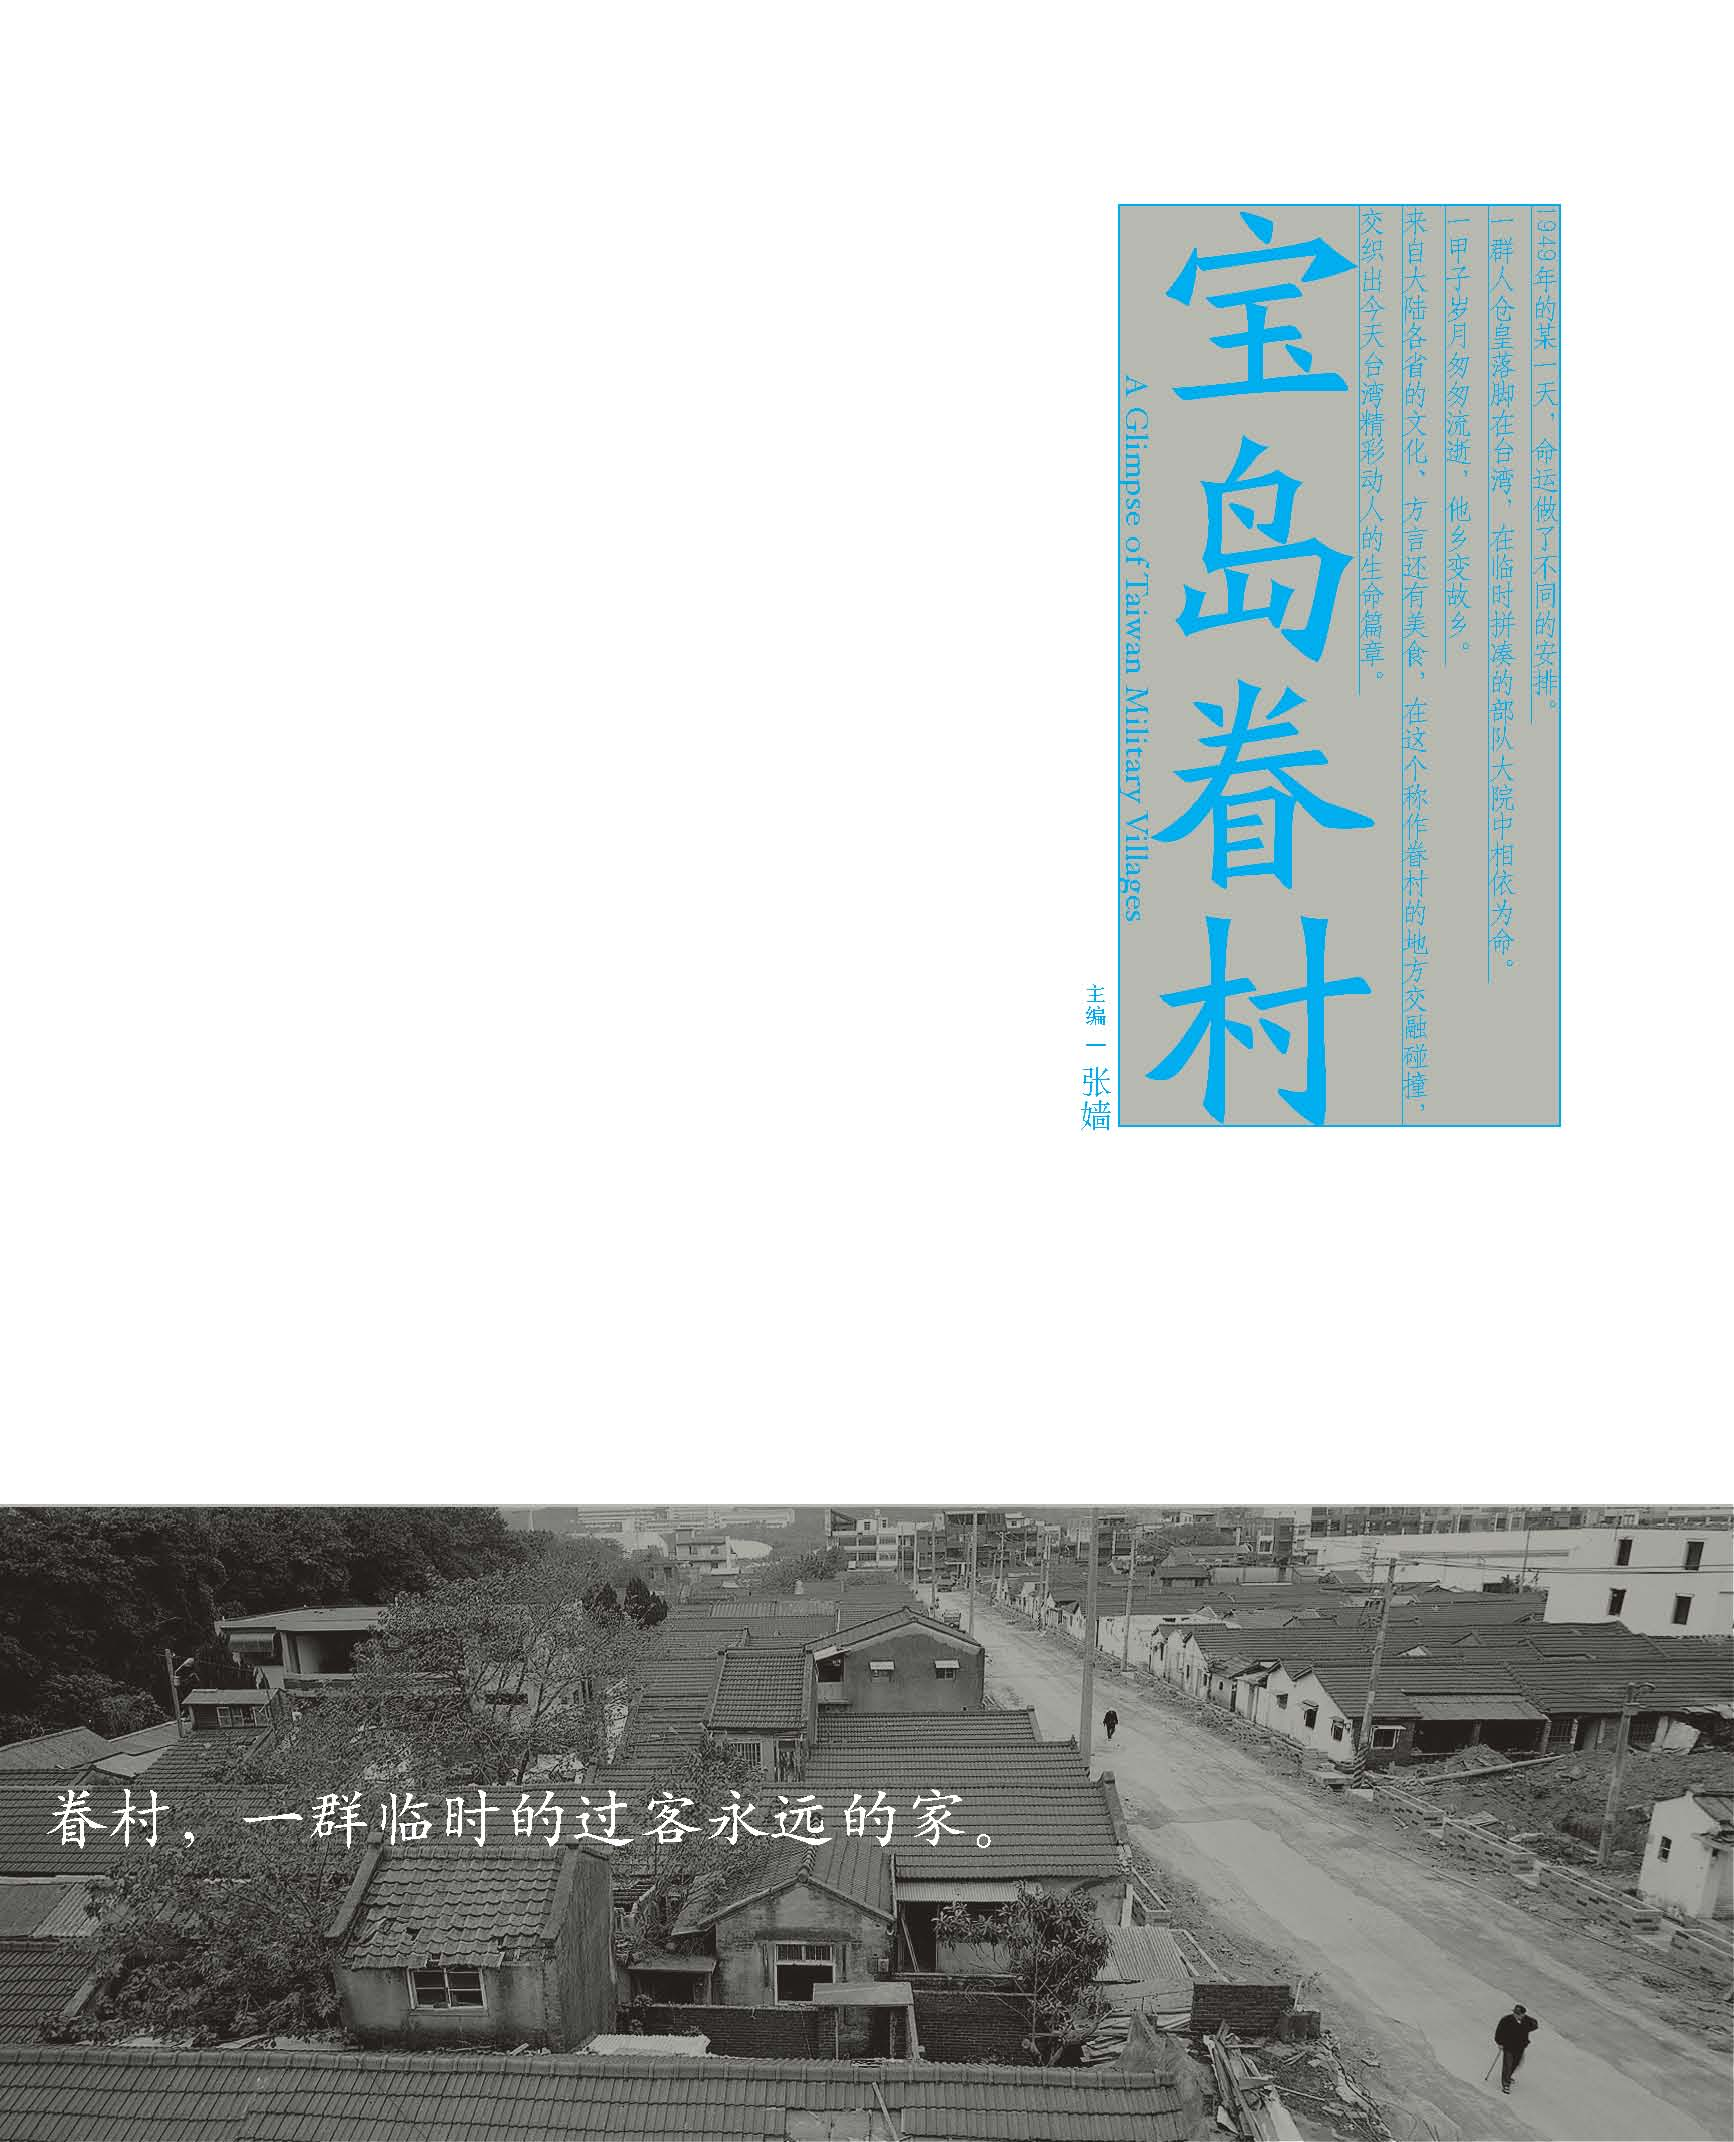 1949年的某一天，命运做了不同的安排。
一群人仓皇落脚在台湾，在临时拼凑的部队大院中相依为命。
一甲子岁月匆匆流逝，他乡变故乡。
来自大陆各省的文化、方言还有美食，在这个称作眷村的地方交融碰撞，
交织出今天台湾精彩动人的生命篇章。
宝岛眷村
A Glimpse of Taiwan Military Villages
主编 — 张嫱
眷村，一群临时的过客永远的家。